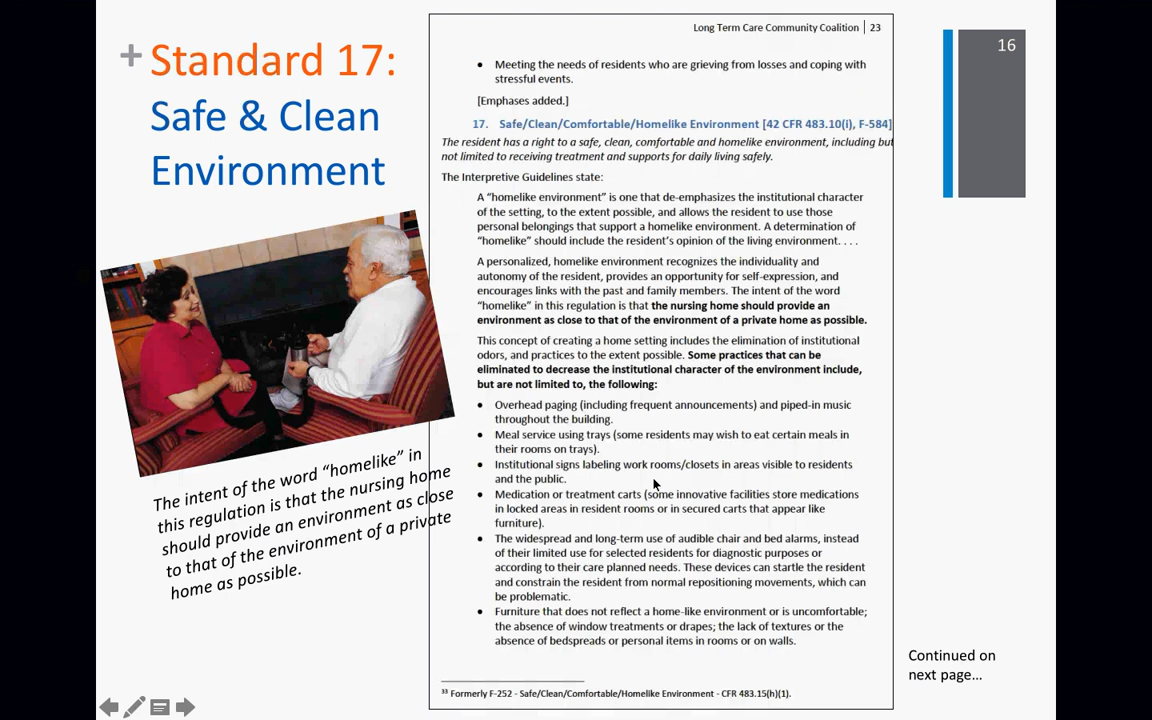 + Standard 17:
Safe & Clean
Environment
The intent of the word “homelike” in
this regulation is that the nursing home
should provide an environment as close
to that of the environment of a private
home as possible.
Long Term Care Community Coalition | 23
• Meeting the needs of residents who are grieving from losses and coping with
stressful events.
[Emphases added.]
17. Safe/Clean/Comfortable/Homelike Environment [42 CFR 483.10(i), F-584]
The resident has a right to a safe, clean, comfortable and homelike environment, including but
not limited to receiving treatment and supports for daily living safely.
The Interpretive Guidelines state:
A “homelike environment” is one that de-emphasizes the institutional character
of the setting, to the extent possible, and allows the resident to use those
personal belongings that support a homelike environment. A determination of
“homelike” should include the resident’s opinion of the living environment. . . .
A personalized, homelike environment recognizes the individuality and
autonomy of the resident, provides an opportunity for self-expression, and
encourages links with the past and family members. The intent of the word
“homelike” in this regulation is that the nursing home should provide an
environment as close to that of the environment of a private home as possible.
This concept of creating a home setting includes the elimination of institutional
odors, and practices to the extent possible. Some practices that can be
eliminated to decrease the institutional character of the environment include,
but are not limited to, the following:
• Overhead paging (including frequent announcements) and piped-in music
throughout the building.
• Meal service using trays (some residents may wish to eat certain meals in
their rooms on trays).
• Institutional signs labeling work rooms/closets in areas visible to residents
and the public.
• Medication or treatment carts (some innovative facilities store medications
in locked areas in resident rooms or in secured carts that appear like
furniture).
• The widespread and long-term use of audible chair and bed alarms, instead
of their limited use for selected residents for diagnostic purposes or
according to their care planned needs. These devices can startle the resident
and constrain the resident from normal repositioning movements, which can
be problematic.
• Furniture that does not reflect a home-like environment or is uncomfortable;
the absence of window treatments or drapes; the lack of textures or the
absence of bedspreads or personal items in rooms or on walls.
33 Formerly F-252 - Safe/Clean/Comfortable/Homelike Environment - CFR 483.15(h)(1).
16
Continued on
next page…